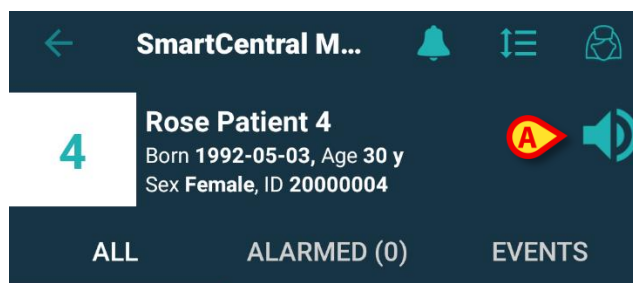 SmartCentral M...
4
Rose Patient 4
Born 1992-05-03, Age 30 y
Sex Female, ID 20000004
A
ALL ALARMED (0) EVENTS